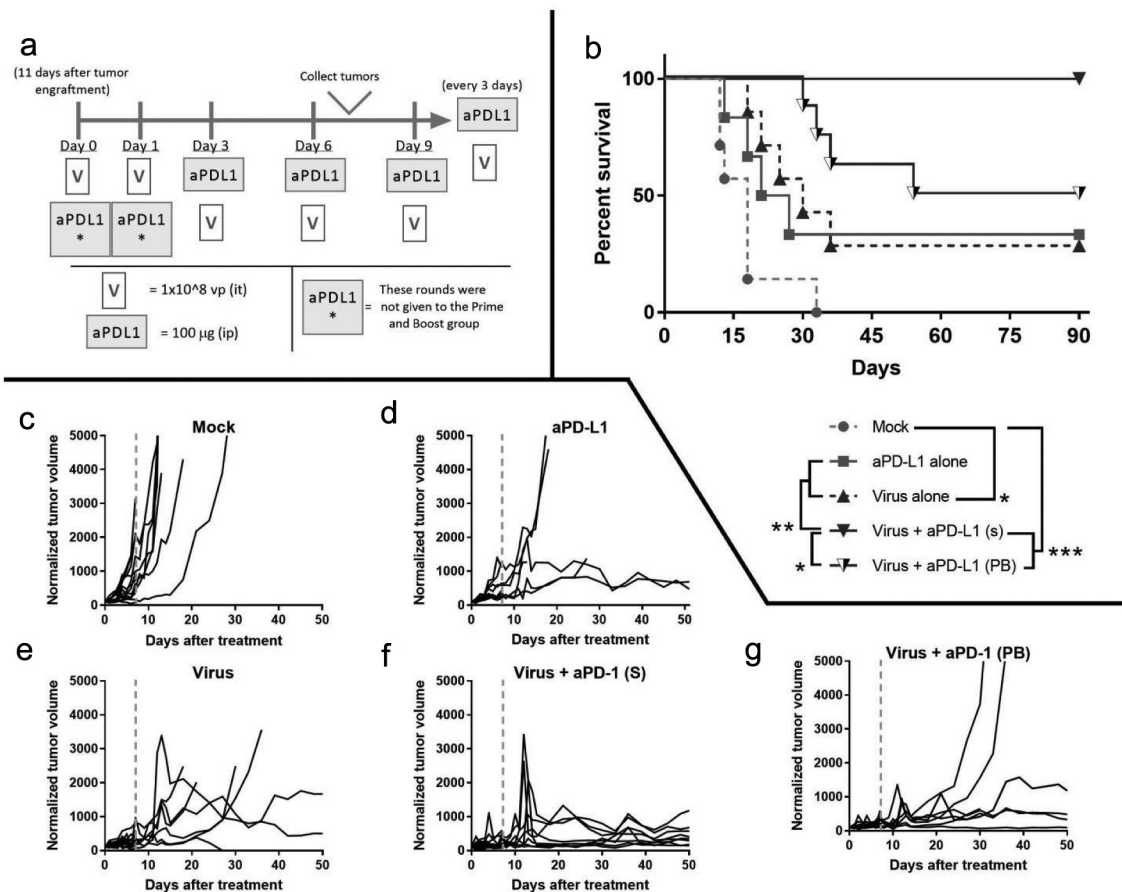 a
(11 days after tumor
engraftment)
Collect tumors
(every 3 days)
aPDL1
V
Day 0
Day 1
Day 3
Day 6
Day 9
V
V
aPDL1
aPDL1
aPDL1
aPDL1
*
aPDL1
*
V
V
V
V
= 1x10^8 vp (it)
aPDL1
= 100 µg (ip)
aPDL1
*
=
These rounds were
not given to the Prime
and Boost group
b
Percent survival
100
50
0
0
15
30
45
60
75
90
Days
Mock
aPD-L1 alone
Virus alone
Virus + aPD-L1 (s)
Virus + aPD-L1 (PB)
*
**
*
***
c
Mock
Normalized tumor volume
5000
4000
3000
2000
1000
0
0 10 20 30 40 50
Days after treatment
d
aPD-L1
Normalized tumor volume
5000
4000
3000
2000
1000
0
0 10 20 30 40 50
Days after treatment
e
Virus
Normalized tumor volume
5000
4000
3000
2000
1000
0
0 10 20 30 40 50
Days after treatment
f
Virus + aPD-1 (S)
Normalized tumor volume
5000
4000
3000
2000
1000
0
0 10 20 30 40 50
Days after treatment
g
Virus + aPD-1 (PB)
Normalized tumor volume
5000
4000
3000
2000
1000
0
0 10 20 30 40 50
Days after treatment